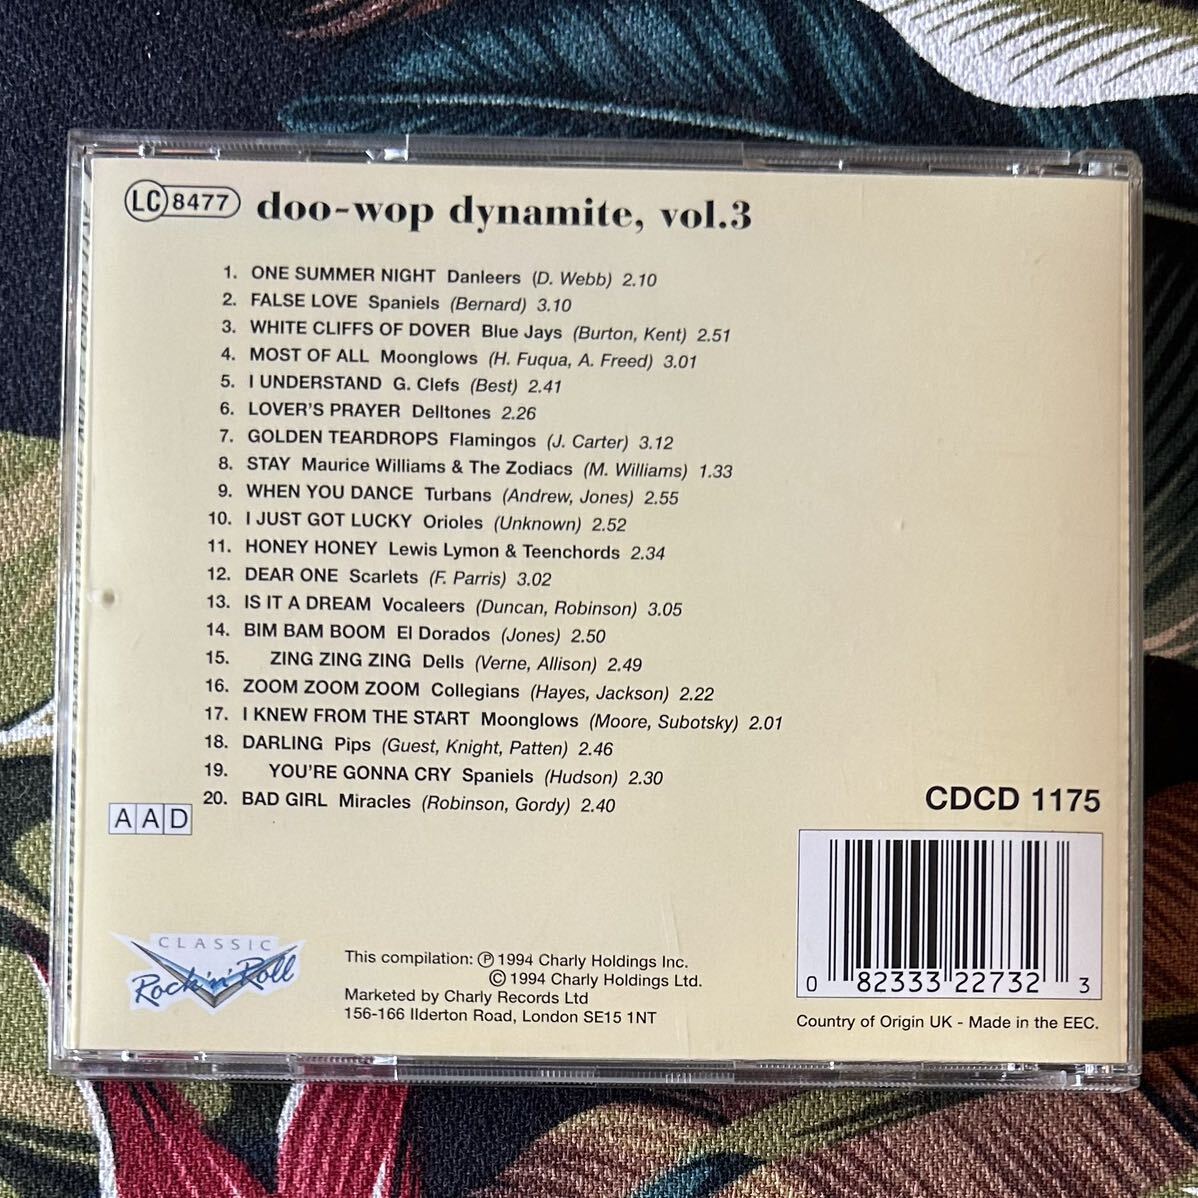 LC 8477 doo-wop dynamite, vol.3
1. ONE SUMMER NIGHT Danleers (D. Webb) 2.10
2. FALSE LOVE Spaniels (Bernard) 3.10
3. WHITE CLIFFS OF DOVER Blue Jays (Burton, Kent) 2.51
4. MOST OF ALL Moonglows (H. Fuqua, A. Freed) 3.01
5. I UNDERSTAND G. Clefs (Best) 2.41
6. LOVER'S PRAYER Delltones 2.26
7. GOLDEN TEARDROPS Flamingos (J. Carter) 3.12
8. STAY Maurice Williams & The Zodiacs (M. Williams) 1.33
9. WHEN YOU DANCE Turbans (Andrew, Jones) 2.55
10. I JUST GOT LUCKY Orioles (Unknown) 2.52
11. HONEY HONEY Lewis Lymon & Teenchords 2.34
12. DEAR ONE Scarlets (F. Parris) 3.02
13. IS IT A DREAM Vocaleers (Duncan, Robinson) 3.05
14. BIM BAM BOOM El Dorados (Jones) 2.50
15. ZING ZING ZING Dells (Verne, Allison) 2.49
16. ZOOM ZOOM ZOOM Collegians (Hayes, Jackson) 2.22
17. I KNEW FROM THE START Moonglows (Moore, Subotsky) 2.01
18. DARLING Pips (Guest, Knight, Patten) 2.46
19. YOU'RE GONNA CRY Spaniels (Hudson) 2.30
20. BAD GIRL Miracles (Robinson, Gordy) 2.40
AAD
CDCD 1175
0 82333 22732 3
Country of Origin UK - Made in the EEC.
CLASSIC
Rock 'n' Roll
This compilation: ℗ 1994 Charly Holdings Inc.
© 1994 Charly Holdings Ltd.
Marketed by Charly Records Ltd
156-166 Ilderton Road, London SE15 1NT